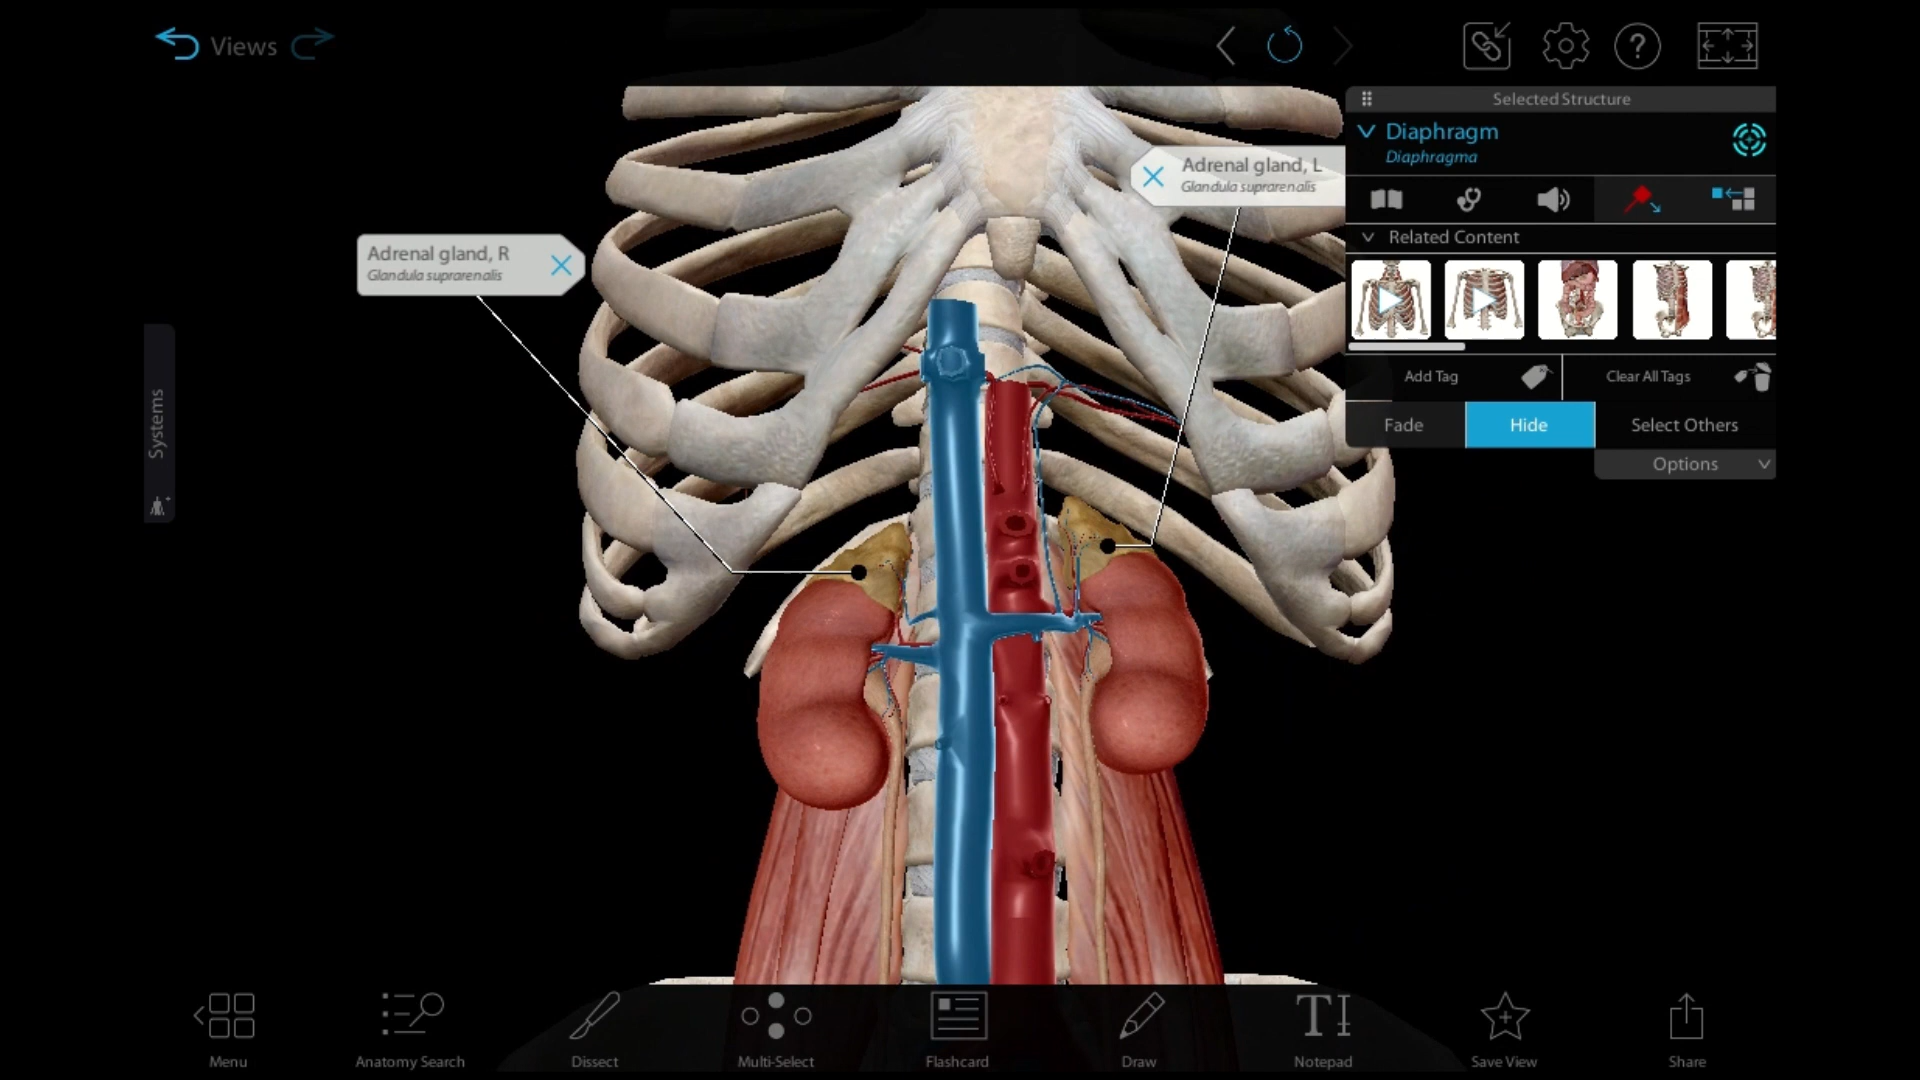 Views
Selected Structure
Diaphragm
Diaphragma
Adrenal gland, L
Glandula suprarenalis
Related Content
Adrenal gland, R
Glandula suprarenalis
Add Tag
Clear All Tags
Fade
Hide
Select Others
Options
Systems
Menu
Anatomy Search
Dissect
Multi-Select
Flashcard
Draw
Notepad
Save View
Share